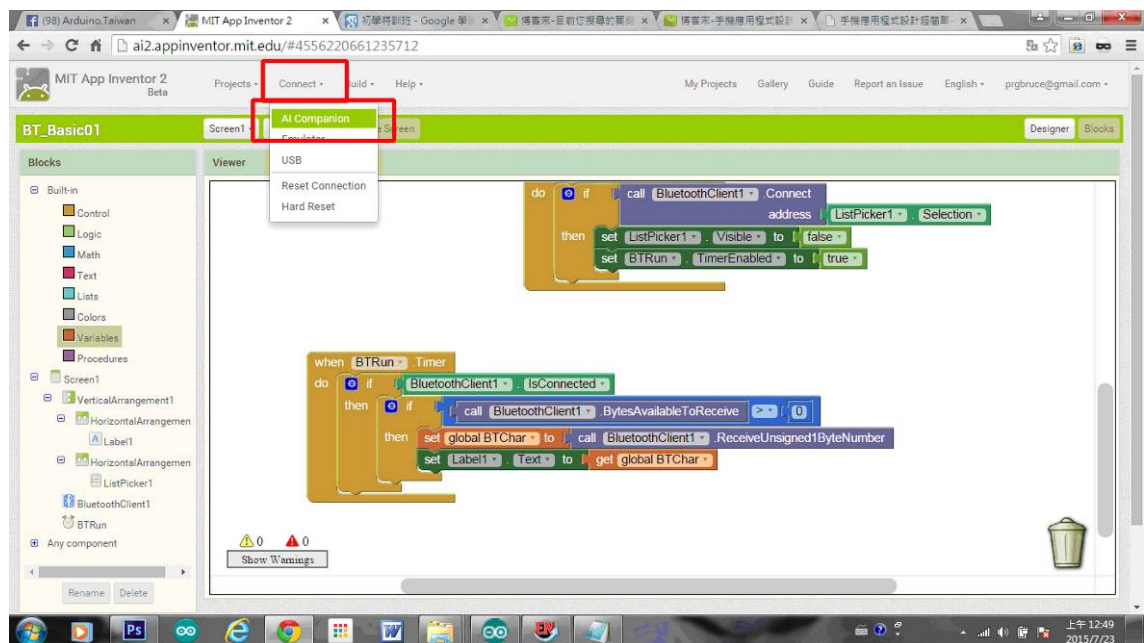 (98) Arduino.Taiwan
MIT App Inventor 2
初學特訓班 - Google 學
博客來-目前您搜尋的關
博客來-手機應用程式設計
手機應用程式設計超簡單-
ai2.appinventor.mit.edu/#4556220661235712
MIT App Inventor 2
Beta
Projects
Connect
Build
Help
My Projects
Gallery
Guide
Report an Issue
English
prgbruce@gmail.com
BT_Basic01
Screen1
Screen
Designer
Blocks
AI Companion
Emulator
USB
Reset Connection
Hard Reset
Blocks
Viewer
Built-in
Control
Logic
Math
Text
Lists
Colors
Variables
Procedures
Screen1
VerticalArrangement1
HorizontalArrangemen
Label1
HorizontalArrangemen
ListPicker1
BluetoothClient1
BTRun
Any component
Rename Delete
do if call BluetoothClient1 .Connect
address ListPicker1 . Selection
then set ListPicker1 . Visible to false
set BTRun . TimerEnabled to true
when BTRun .Timer
do if BluetoothClient1 . IsConnected
then if call BluetoothClient1 .BytesAvailableToReceive > 0
then set global BTChar to call BluetoothClient1 .ReceiveUnsigned1ByteNumber
set Label1 . Text to get global BTChar
0 0
Show Warnings
Ps
W
上午 12:49
2015/7/23